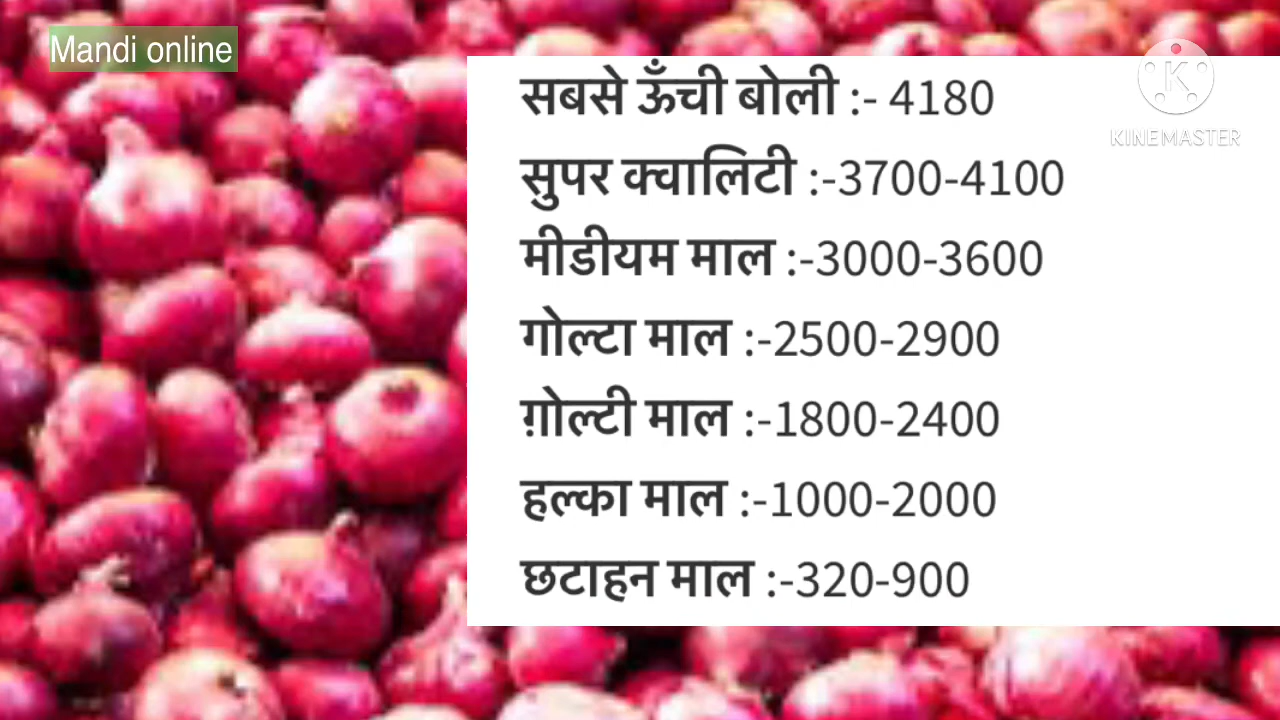 Mandi online
सबसे ऊँची बोली :- 4180
सुपर क्वालिटी :-3700-4100
मीडीयम माल :-3000-3600
गोल्टा माल :-2500-2900
ग़ोल्टी माल :-1800-2400
हल्का माल :-1000-2000
छटाहन माल :-320-900
K
KINEMASTER